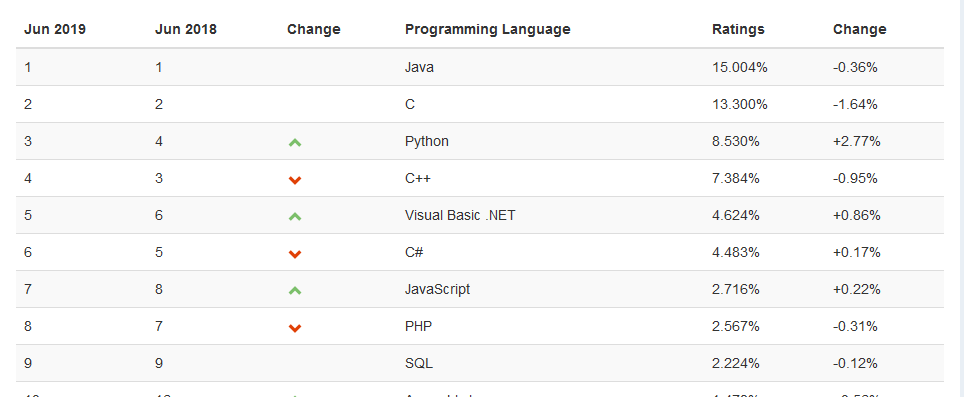 Jun 2019 Jun 2018 Change Programming Language Ratings Change
1 1 Java 15.004% -0.36%
2 2 C 13.300% -1.64%
3 4 Python 8.530% +2.77%
4 3 C++ 7.384% -0.95%
5 6 Visual Basic .NET 4.624% +0.86%
6 5 C# 4.483% +0.17%
7 8 JavaScript 2.716% +0.22%
8 7 PHP 2.567% -0.31%
9 9 SQL 2.224% -0.12%